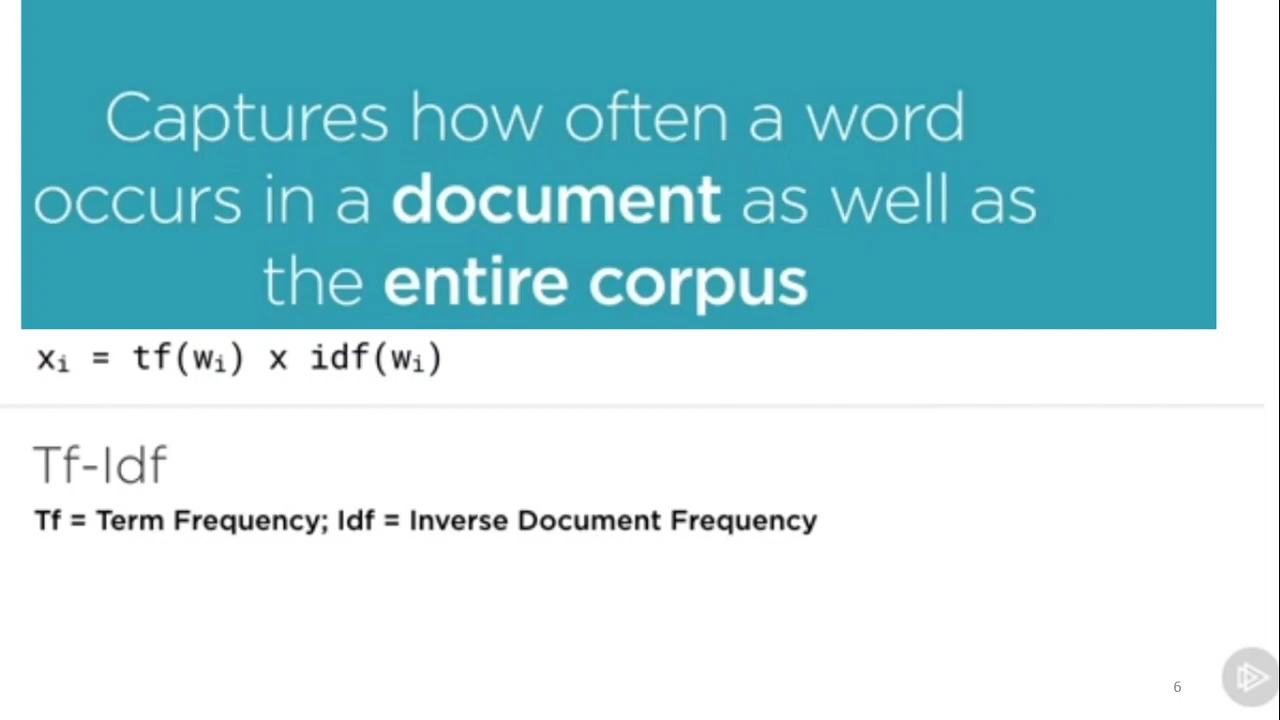 Captures how often a word
occurs in a document as well as
the entire corpus
xᵢ = tf(wᵢ) x idf(wᵢ)
Tf-Idf
Tf = Term Frequency; Idf = Inverse Document Frequency
6